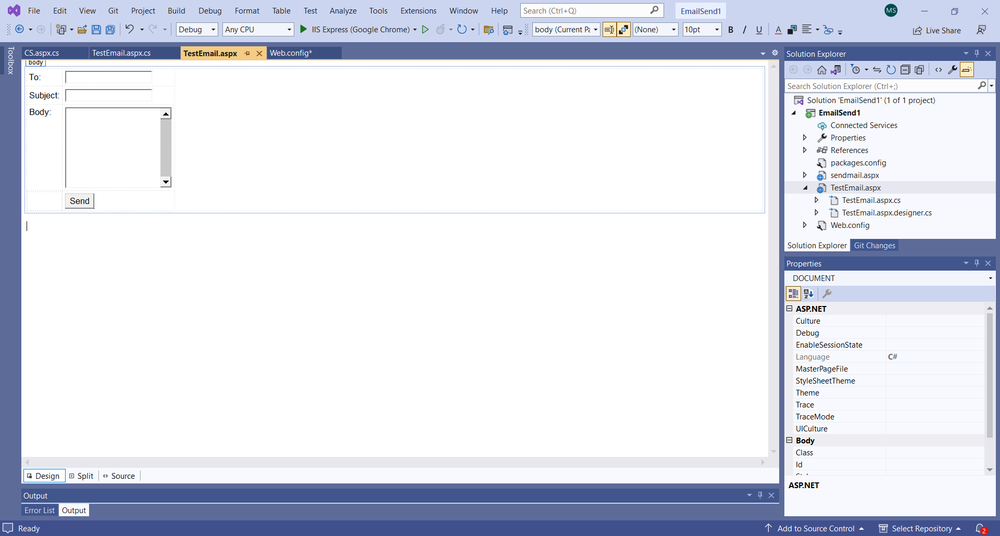 File Edit View Git Project Build Debug Format Table Test Analyze Tools Extensions Window Help Search (Ctrl+Q) EmailSend1 MS
Debug Any CPU IIS Express (Google Chrome) body (Current Pa (None) 10pt B I U A Live Share
Toolbox
CS.aspx.cs TestEmail.aspx.cs TestEmail.aspx Web.config*
body
To:
Subject:
Body:
Send
Design Split Source
Output
Error List Output
Solution Explorer
Search Solution Explorer (Ctrl+;)
Solution 'EmailSend1' (1 of 1 project)
EmailSend1
Connected Services
Properties
References
packages.config
sendmail.aspx
TestEmail.aspx
TestEmail.aspx.cs
TestEmail.aspx.designer.cs
Web.config
Solution Explorer Git Changes
Properties
DOCUMENT
ASP.NET
Culture
Debug
EnableSessionState
Language C#
MasterPageFile
StyleSheetTheme
Theme
Trace
TraceMode
UICulture
Body
Class
Id
ASP.NET
Ready Add to Source Control Select Repository 2